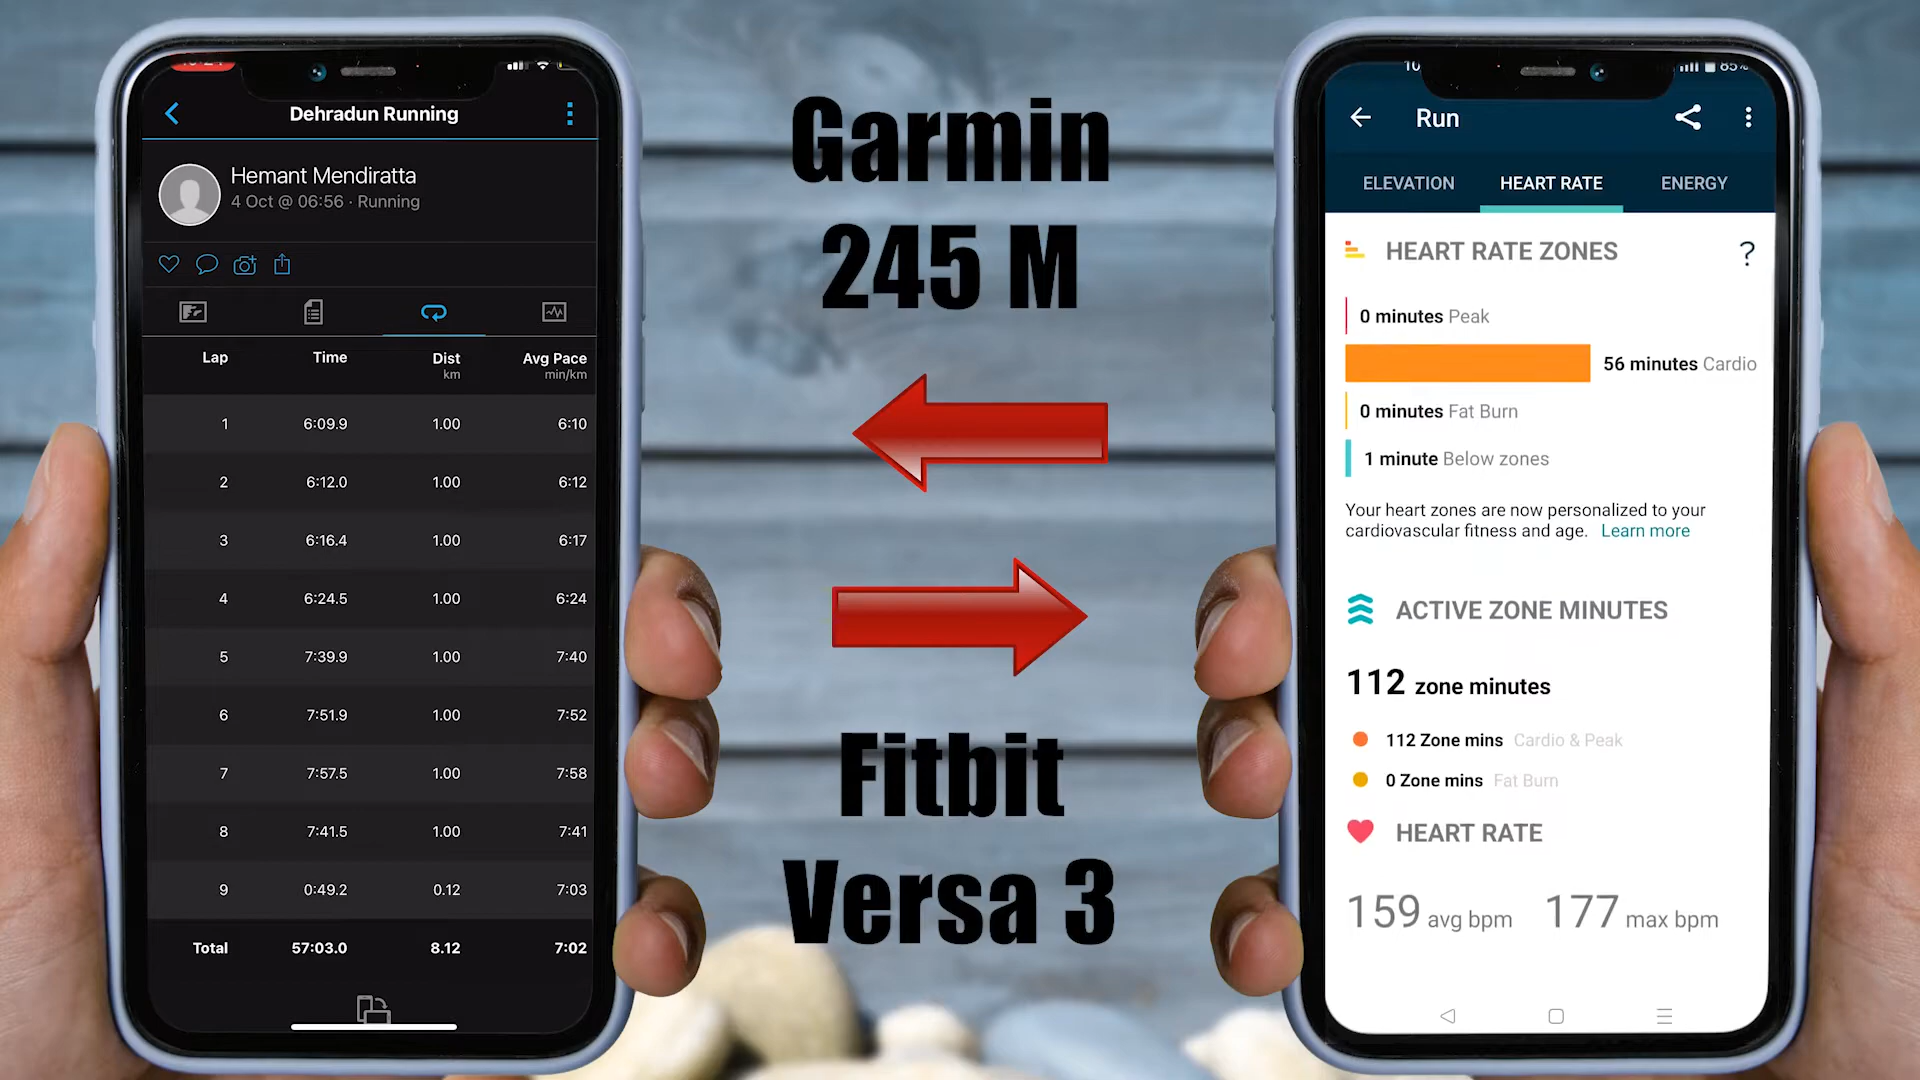 Dehradun Running
Hemant Mendiratta
4 Oct @ 06:56 · Running
Lap Time Dist Avg Pace
km min/km
1 6:09.9 1.00 6:10
2 6:12.0 1.00 6:12
3 6:16.4 1.00 6:17
4 6:24.5 1.00 6:24
5 7:39.9 1.00 7:40
6 7:51.9 1.00 7:52
7 7:57.5 1.00 7:58
8 7:41.5 1.00 7:41
9 0:49.2 0.12 7:03
Total 57:03.0 8.12 7:02
Garmin
245 M
Fitbit
Versa 3
85%
Run
ELEVATION HEART RATE ENERGY
HEART RATE ZONES ?
0 minutes Peak
56 minutes Cardio
0 minutes Fat Burn
1 minute Below zones
Your heart zones are now personalized to your
cardiovascular fitness and age. Learn more
ACTIVE ZONE MINUTES
112 zone minutes
112 Zone mins Cardio & Peak
0 Zone mins Fat Burn
HEART RATE
159 avg bpm 177 max bpm